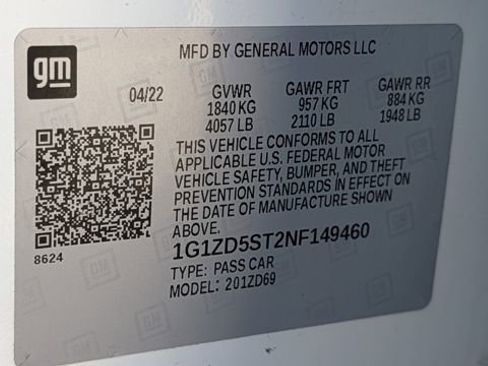 gm
MFD BY GENERAL MOTORS LLC
04/22 GVWR GAWR FRT GAWR RR
1840 KG 957 KG 884 KG
4057 LB 2110 LB 1948 LB
THIS VEHICLE CONFORMS TO ALL
APPLICABLE U.S. FEDERAL MOTOR
VEHICLE SAFETY, BUMPER, AND THEFT
PREVENTION STANDARDS IN EFFECT ON
THE DATE OF MANUFACTURE SHOWN
ABOVE.
8624
1G1ZD5ST2NF149460
TYPE: PASS CAR
MODEL: 201ZD69